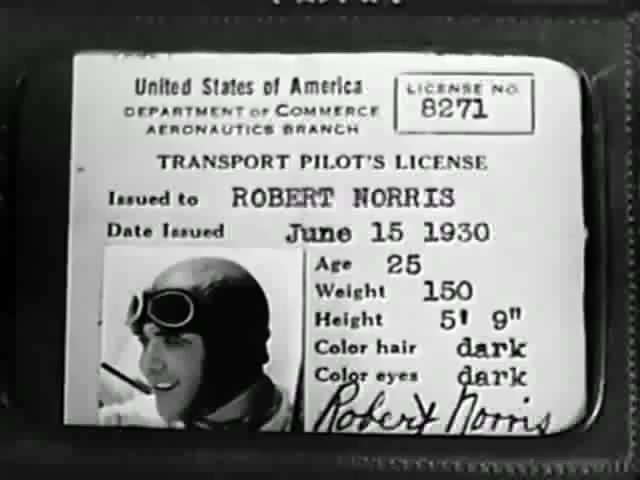 United States of America
DEPARTMENT OF COMMERCE
AERONAUTICS BRANCH
LICENSE NO.
8271
TRANSPORT PILOT'S LICENSE
Issued to ROBERT NORRIS
Date Issued June 15 1930
Age 25
Weight 150
Height 5' 9"
Color hair dark
Color eyes dark
Robert Norris